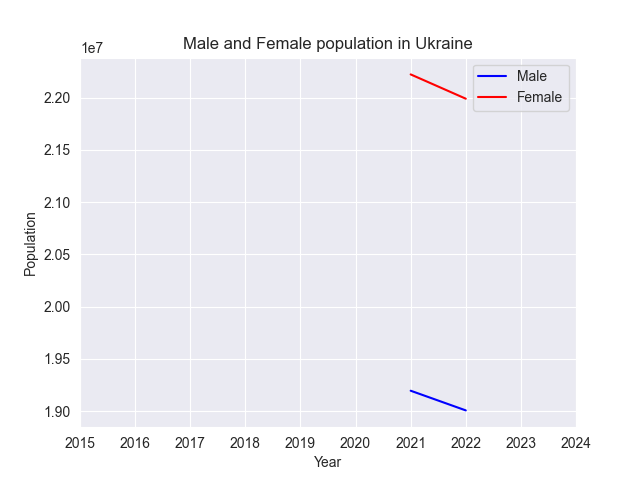 Male and Female population in Ukraine
1e7
Male
Female
2.20
2.15
2.10
2.05
2.00
1.95
1.90
Population
2015 2016 2017 2018 2019 2020 2021 2022 2023 2024
Year